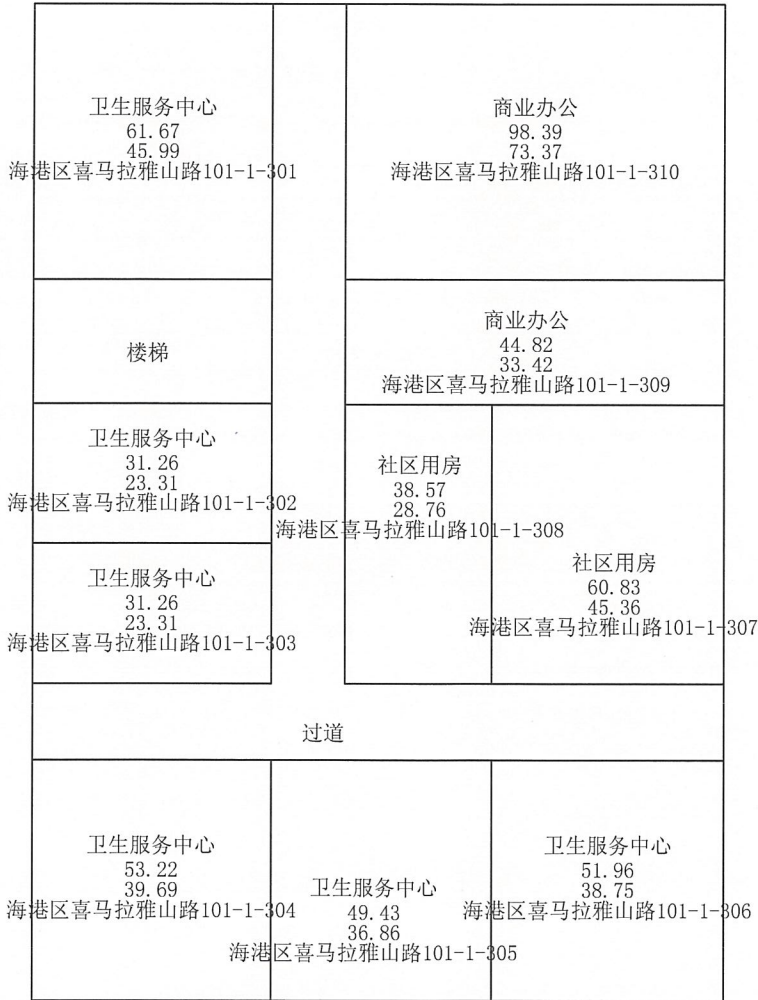 卫生服务中心
61.67
45.99
海港区喜马拉雅山路101-1-301
商业办公
98.39
73.37
海港区喜马拉雅山路101-1-310
楼梯
商业办公
44.82
33.42
海港区喜马拉雅山路101-1-309
卫生服务中心
31.26
23.31
海港区喜马拉雅山路101-1-302
社区用房
38.57
28.76
海港区喜马拉雅山路101-1-308
卫生服务中心
31.26
23.31
海港区喜马拉雅山路101-1-303
社区用房
60.83
45.36
海港区喜马拉雅山路101-1-307
过道
卫生服务中心
53.22
39.69
海港区喜马拉雅山路101-1-304
卫生服务中心
49.43
36.86
海港区喜马拉雅山路101-1-305
卫生服务中心
51.96
38.75
海港区喜马拉雅山路101-1-306